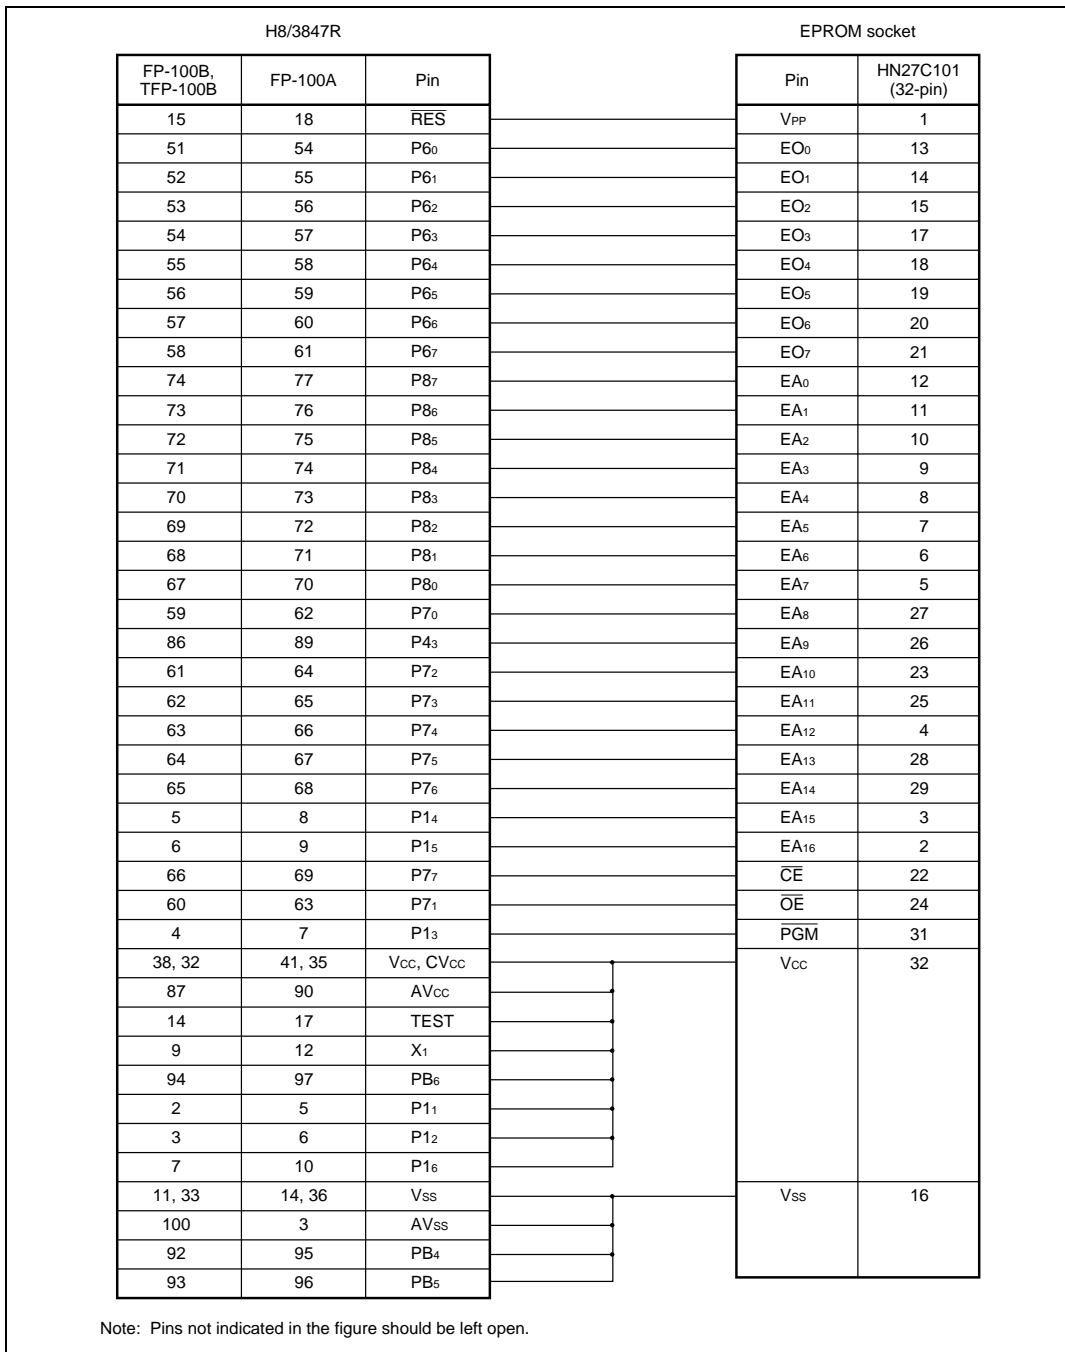 H8/3847R EPROM socket
FP-100B, TFP-100B FP-100A Pin Pin HN27C101 (32-pin)
15 18 R̅E̅S̅ VPP 1
51 54 P6₀ EO₀ 13
52 55 P6₁ EO₁ 14
53 56 P6₂ EO₂ 15
54 57 P6₃ EO₃ 17
55 58 P6₄ EO₄ 18
56 59 P6₅ EO₅ 19
57 60 P6₆ EO₆ 20
58 61 P6₇ EO₇ 21
74 77 P8₇ EA₀ 12
73 76 P8₆ EA₁ 11
72 75 P8₅ EA₂ 10
71 74 P8₄ EA₃ 9
70 73 P8₃ EA₄ 8
69 72 P8₂ EA₅ 7
68 71 P8₁ EA₆ 6
67 70 P8₀ EA₇ 5
59 62 P7₀ EA₈ 27
86 89 P4₃ EA₉ 26
61 64 P7₂ EA₁₀ 23
62 65 P7₃ EA₁₁ 25
63 66 P7₄ EA₁₂ 4
64 67 P7₅ EA₁₃ 28
65 68 P7₆ EA₁₄ 29
5 8 P1₄ EA₁₅ 3
6 9 P1₅ EA₁₆ 2
66 69 P7₇ C̅E̅ 22
60 63 P7₁ O̅E̅ 24
4 7 P1₃ P̅G̅M̅ 31
38, 32 41, 35 Vcc, CVcc Vcc 32
87 90 AVcc
14 17 TEST
9 12 X₁
94 97 PB₆
2 5 P1₁
3 6 P1₂
7 10 P1₆
11, 33 14, 36 Vss Vss 16
100 3 AVss
92 95 PB₄
93 96 PB₅
Note: Pins not indicated in the figure should be left open.